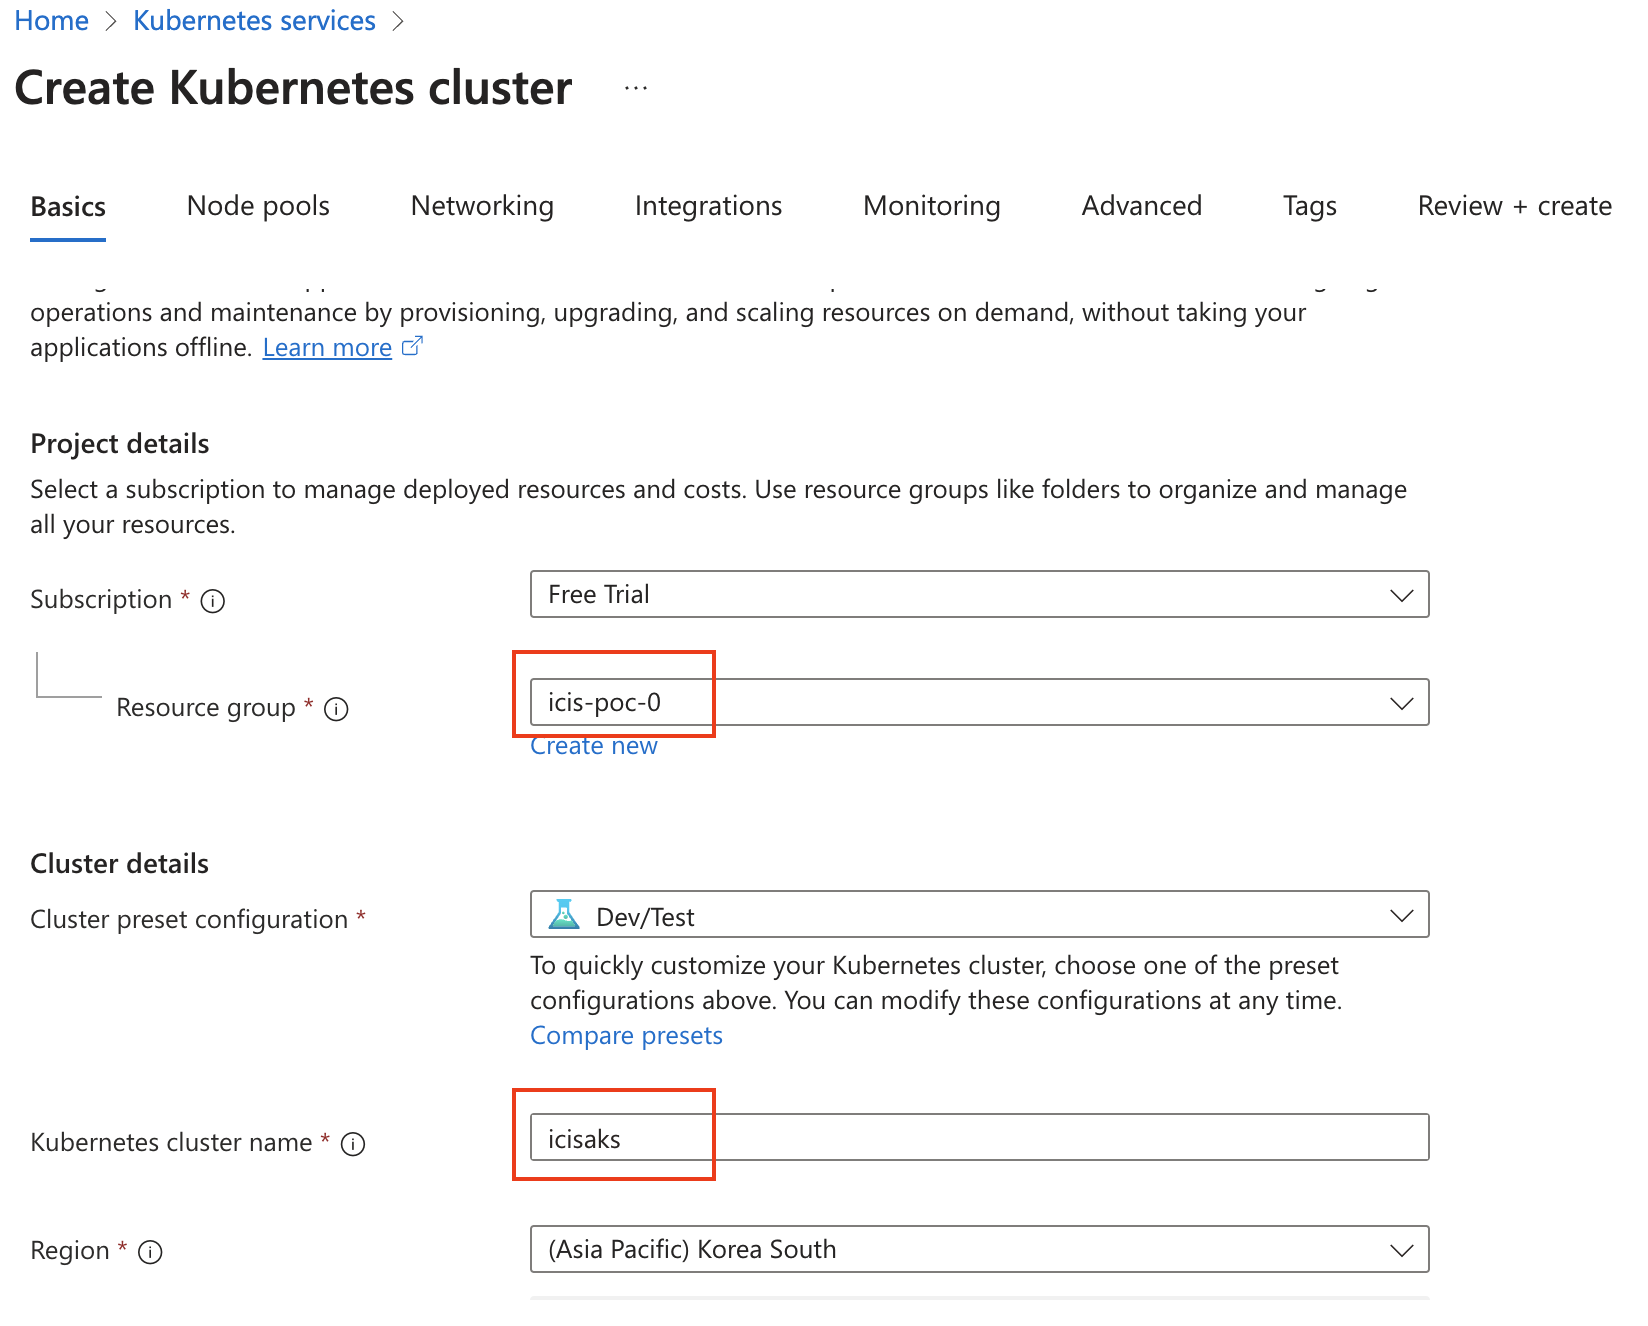 Home > Kubernetes services >
Create Kubernetes cluster ...
Basics Node pools Networking Integrations Monitoring Advanced Tags Review + create
operations and maintenance by provisioning, upgrading, and scaling resources on demand, without taking your
applications offline. Learn more
Project details
Select a subscription to manage deployed resources and costs. Use resource groups like folders to organize and manage
all your resources.
Subscription * Free Trial
Resource group * icis-poc-0
Create new
Cluster details
Cluster preset configuration * Dev/Test
To quickly customize your Kubernetes cluster, choose one of the preset
configurations above. You can modify these configurations at any time.
Compare presets
Kubernetes cluster name * icisaks
Region * (Asia Pacific) Korea South